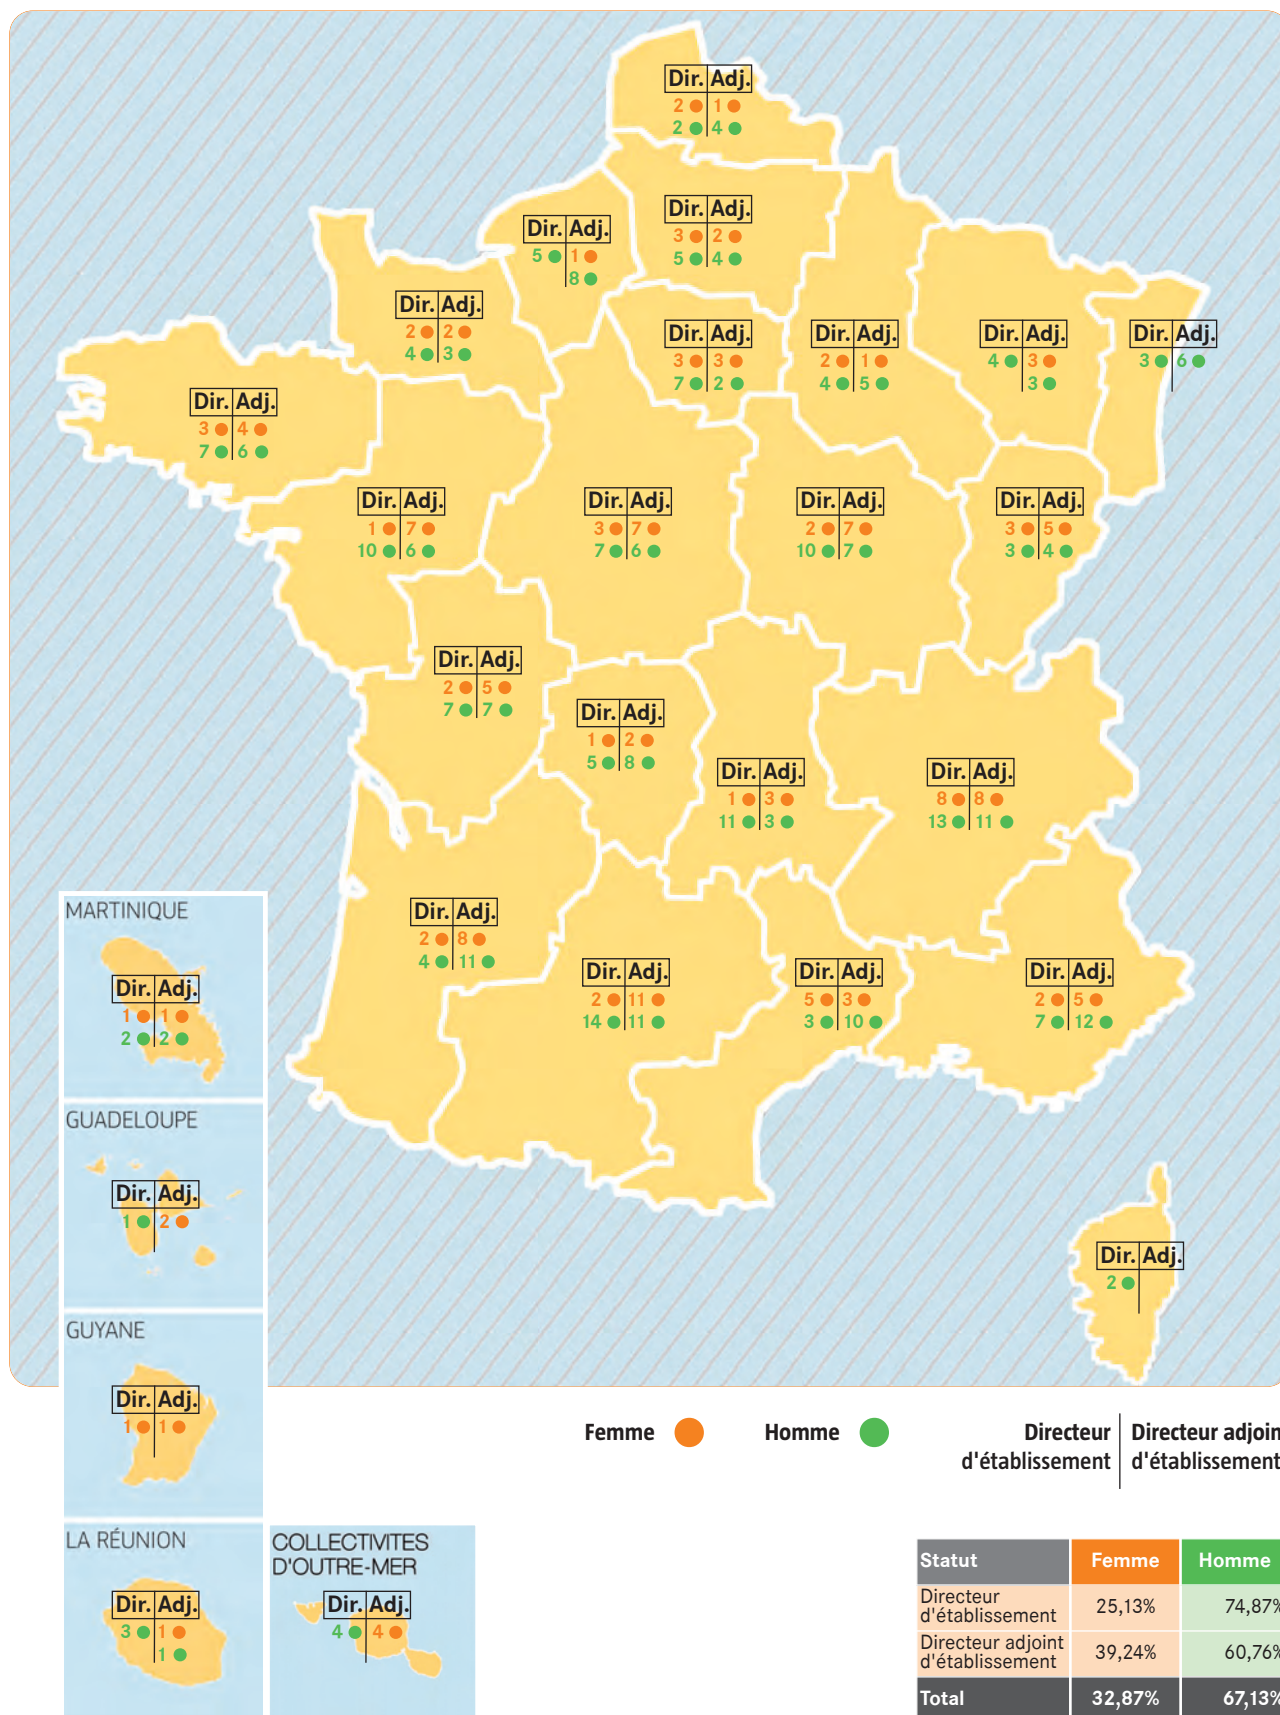 Dir. Adj.
2 1
2 4
Dir. Adj.
3 2
5 4
Dir. Adj.
5 1
8
Dir. Adj.
2 2
4 3
Dir. Adj.
3 3
7 2
Dir. Adj.
2 1
4 5
Dir. Adj.
4 3
3
Dir. Adj.
3 6
Dir. Adj.
3 4
7 6
Dir. Adj.
1 7
10 6
Dir. Adj.
3 7
7 6
Dir. Adj.
2 7
10 7
Dir. Adj.
3 5
3 4
Dir. Adj.
2 5
7 7
Dir. Adj.
1 2
5 8
Dir. Adj.
1 3
11 3
Dir. Adj.
8 8
13 11
Dir. Adj.
2 8
4 11
Dir. Adj.
2 11
14 11
Dir. Adj.
5 3
3 10
Dir. Adj.
2 5
7 12
Dir. Adj.
2
MARTINIQUE
Dir. Adj.
1 1
2 2
GUADELOUPE
Dir. Adj.
1 2
GUYANE
Dir. Adj.
1 1
LA RÉUNION
Dir. Adj.
3 1
1
COLLECTIVITES
D'OUTRE-MER
Dir. Adj.
4 4
Femme Homme
Directeur
d'établissement
Directeur adjoin
d'établissement
Statut Femme Homme
Directeur
d'établissement 25,13% 74,87%
Directeur adjoint
d'établissement 39,24% 60,76%
Total 32,87% 67,13%